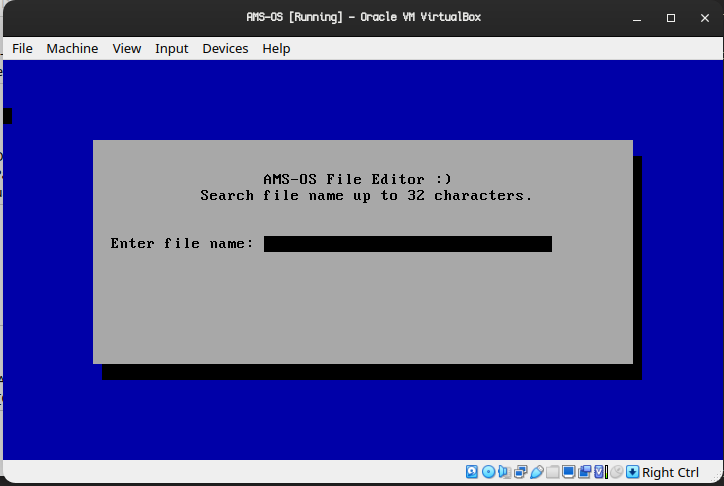 AMS-OS [Running] - Oracle VM VirtualBox
File Machine View Input Devices Help
AMS-OS File Editor :)
Search file name up to 32 characters.
Enter file name:
Right Ctrl